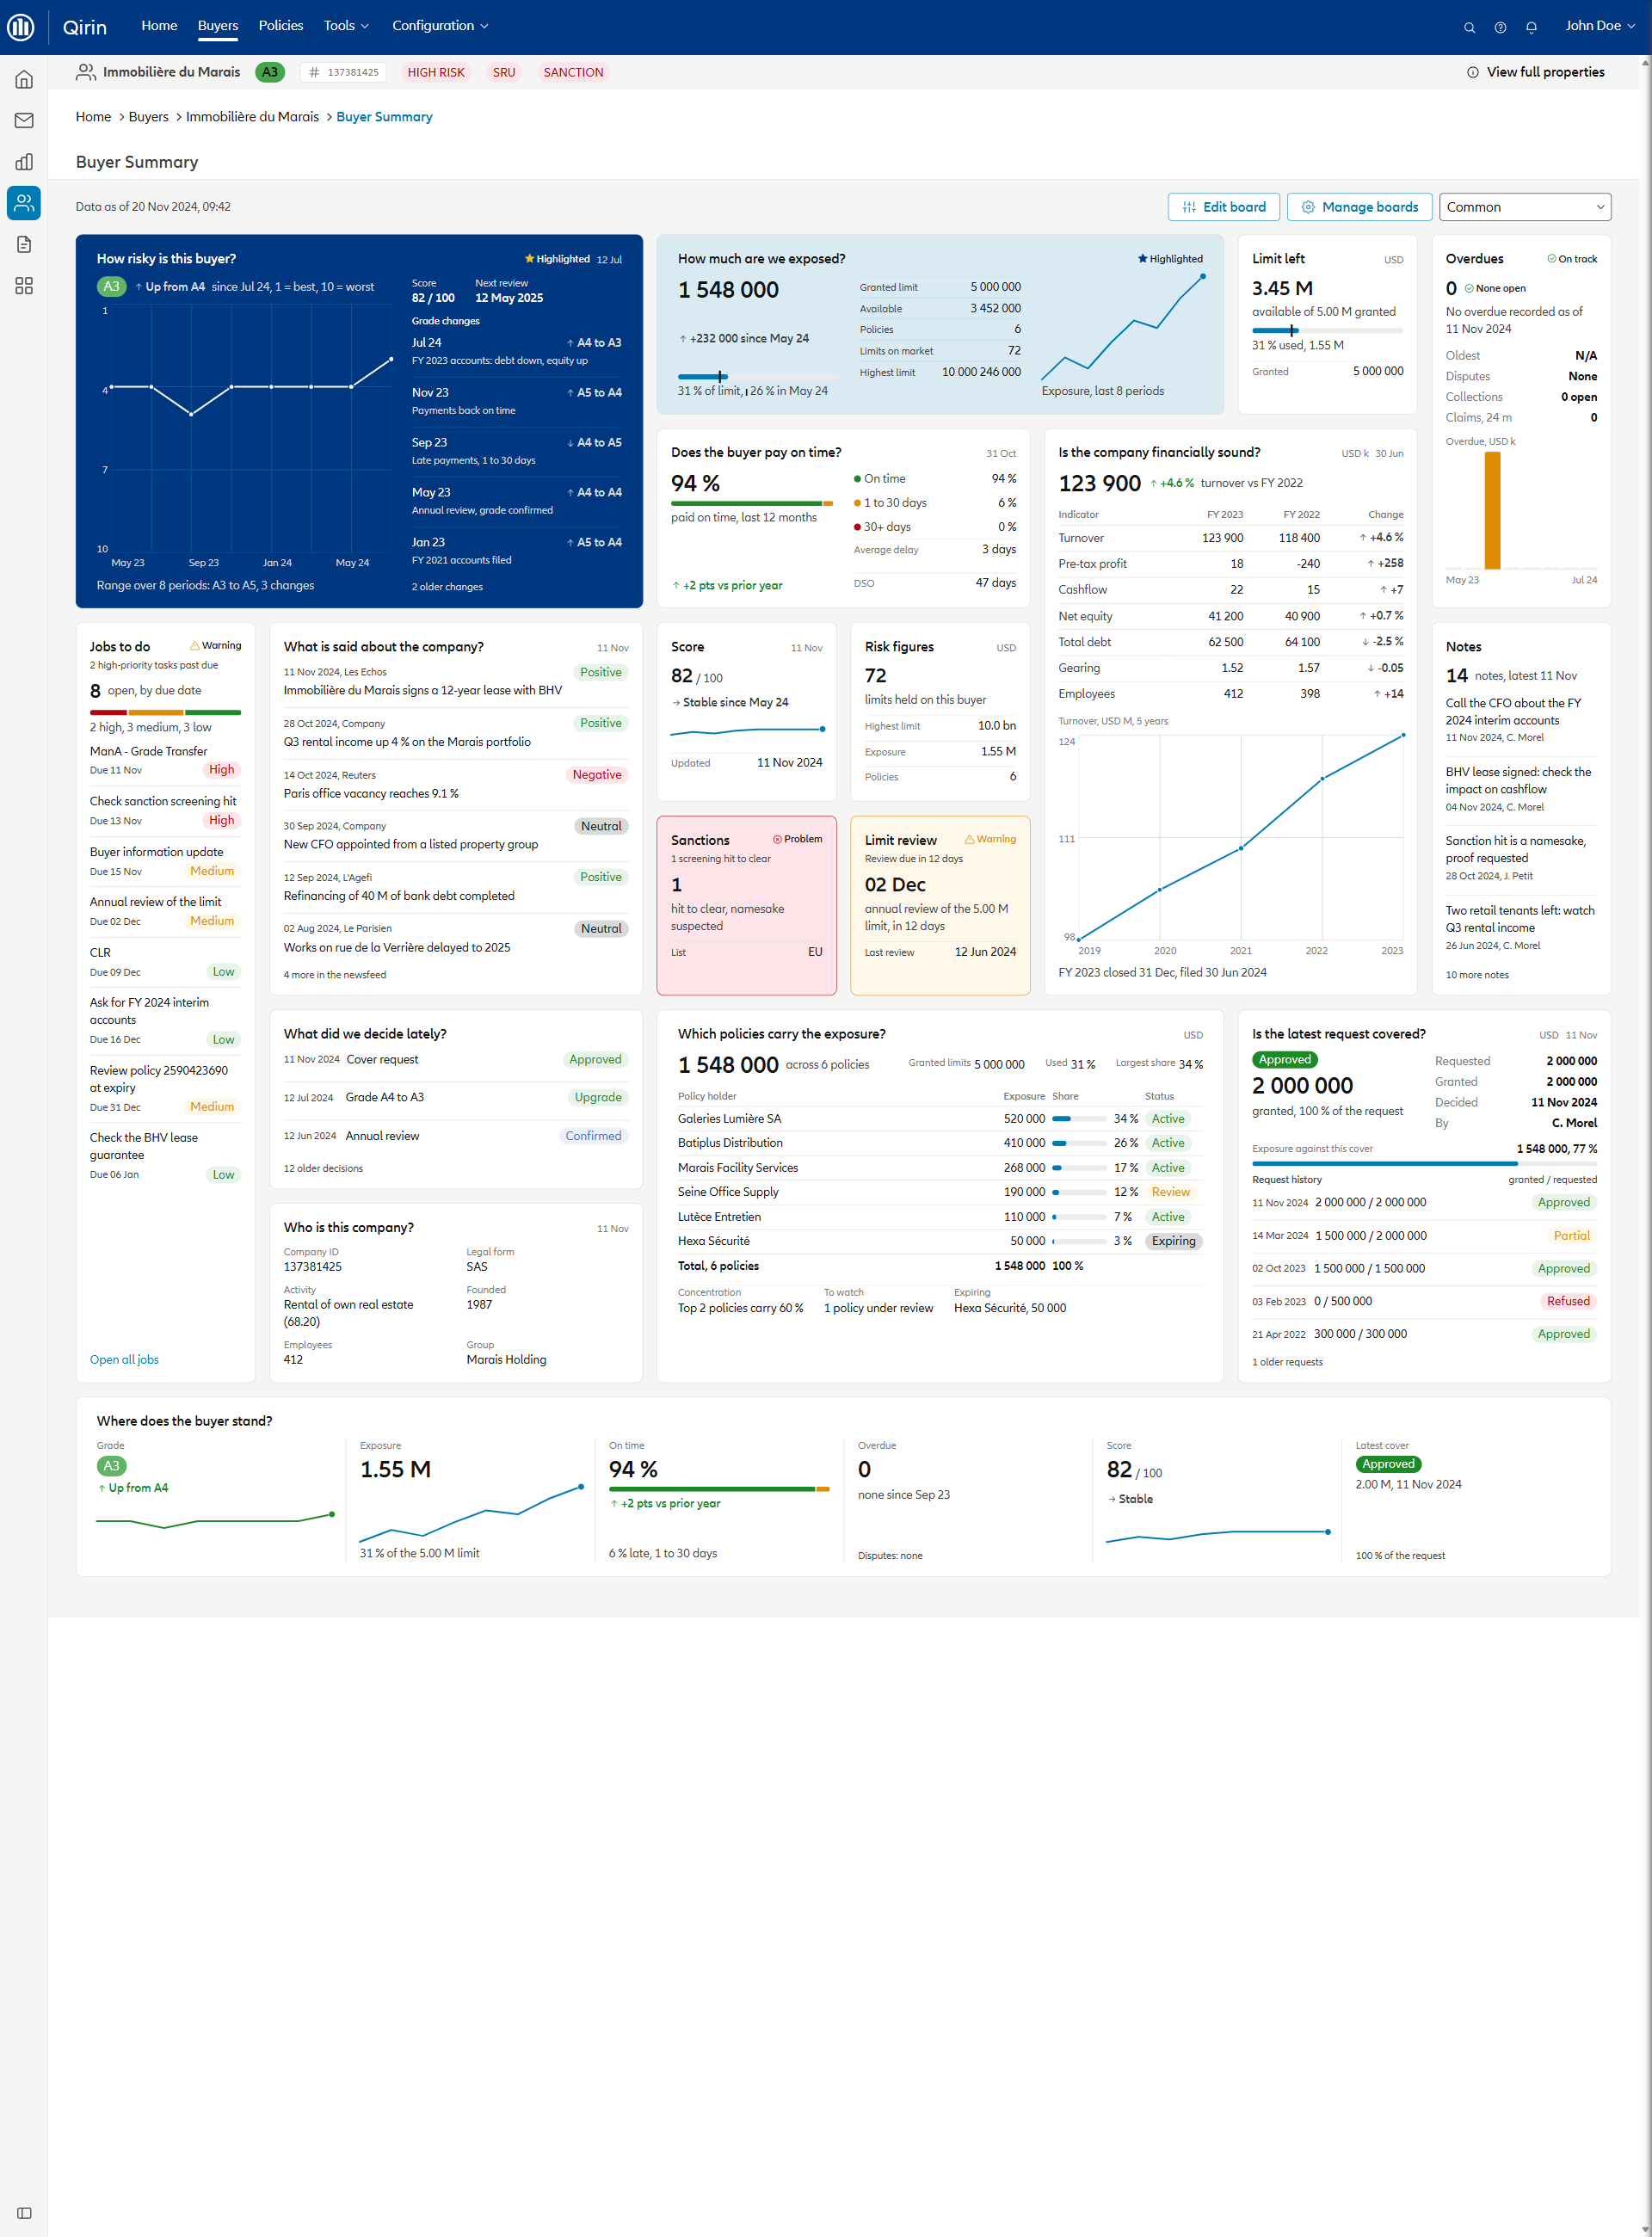 Qirin
Home
Buyers
Policies
Tools
Configuration
John Doe
Immobilière du Marais
A3
# 137381425
HIGH RISK
SRU
SANCTION
View full properties
Home > Buyers > Immobilière du Marais > Buyer Summary
Buyer Summary
Data as of 20 Nov 2024, 09:42
Edit board
Manage boards
Common
How risky is this buyer?
Highlighted 12 Jul
A3 ↑ Up from A4 since Jul 24, 1 = best, 10 = worst
1
4
7
10
May 23
Sep 23
Jan 24
May 24
Range over 8 periods: A3 to A5, 3 changes
Score
82 / 100
Next review
12 May 2025
Grade changes
Jul 24 ↑ A4 to A3
FY 2023 accounts: debt down, equity up
Nov 23 ↑ A5 to A4
Payments back on time
Sep 23 ↓ A4 to A5
Late payments, 1 to 30 days
May 23 ↑ A4 to A4
Annual review, grade confirmed
Jan 23 ↑ A5 to A4
FY 2021 accounts filed
2 older changes
How much are we exposed?
Highlighted
1 548 000
↑ +232 000 since May 24
31 % of limit, 26 % in May 24
Granted limit 5 000 000
Available 3 452 000
Policies 6
Limits on market 72
Highest limit 10 000 246 000
Exposure, last 8 periods
Limit left USD
3.45 M
available of 5.00 M granted
31 % used, 1.55 M
Granted 5 000 000
Overdues On track
0 None open
No overdue recorded as of
11 Nov 2024
Oldest N/A
Disputes None
Collections 0 open
Claims, 24 m 0
Overdue, USD k
May 23 Jul 24
Does the buyer pay on time? 31 Oct
94 %
paid on time, last 12 months
↑ +2 pts vs prior year
On time 94 %
1 to 30 days 6 %
30+ days 0 %
Average delay 3 days
DSO 47 days
Is the company financially sound? USD k 30 Jun
123 900 ↑ +4.6 % turnover vs FY 2022
Indicator FY 2023 FY 2022 Change
Turnover 123 900 118 400 ↑ +4.6 %
Pre-tax profit 18 -240 ↑ +258
Cashflow 22 15 ↑ +7
Net equity 41 200 40 900 ↑ +0.7 %
Total debt 62 500 64 100 ↓ -2.5 %
Gearing 1.52 1.57 ↓ -0.05
Employees 412 398 ↑ +14
Turnover, USD M, 5 years
124
111
98
2019 2020 2021 2022 2023
FY 2023 closed 31 Dec, filed 30 Jun 2024
Jobs to do Warning
2 high-priority tasks past due
8 open, by due date
2 high, 3 medium, 3 low
ManA - Grade Transfer
Due 11 Nov High
Check sanction screening hit
Due 13 Nov High
Buyer information update
Due 15 Nov Medium
Annual review of the limit
Due 02 Dec Medium
CLR
Due 09 Dec Low
Ask for FY 2024 interim
accounts
Due 16 Dec Low
Review policy 2590423690
at expiry
Due 31 Dec Medium
Check the BHV lease
guarantee
Due 06 Jan Low
Open all jobs
What is said about the company? 11 Nov
11 Nov 2024, Les Echos Positive
Immobilière du Marais signs a 12-year lease with BHV
28 Oct 2024, Company Positive
Q3 rental income up 4 % on the Marais portfolio
14 Oct 2024, Reuters Negative
Paris office vacancy reaches 9.1 %
30 Sep 2024, Company Neutral
New CFO appointed from a listed property group
12 Sep 2024, L'Agefi Positive
Refinancing of 40 M of bank debt completed
02 Aug 2024, Le Parisien Neutral
Works on rue de la Verrière delayed to 2025
4 more in the newsfeed
Score 11 Nov
82 / 100
→ Stable since May 24
Updated 11 Nov 2024
Risk figures USD
72
limits held on this buyer
Highest limit 10.0 bn
Exposure 1.55 M
Policies 6
Sanctions Problem
1 screening hit to clear
1
hit to clear, namesake
suspected
List EU
Limit review Warning
Review due in 12 days
02 Dec
annual review of the 5.00 M
limit, in 12 days
Last review 12 Jun 2024
Notes
14 notes, latest 11 Nov
Call the CFO about the FY
2024 interim accounts
11 Nov 2024, C. Morel
BHV lease signed: check the
impact on cashflow
04 Nov 2024, C. Morel
Sanction hit is a namesake,
proof requested
28 Oct 2024, J. Petit
Two retail tenants left: watch
Q3 rental income
26 Jun 2024, C. Morel
10 more notes
What did we decide lately?
11 Nov 2024 Cover request Approved
12 Jul 2024 Grade A4 to A3 Upgrade
12 Jun 2024 Annual review Confirmed
12 older decisions
Who is this company? 11 Nov
Company ID
137381425
Legal form
SAS
Activity
Rental of own real estate
(68.20)
Founded
1987
Employees
412
Group
Marais Holding
Which policies carry the exposure? USD
1 548 000 across 6 policies
Granted limits 5 000 000 Used 31 % Largest share 34 %
Policy holder Exposure Share Status
Galeries Lumière SA 520 000 34 % Active
Batiplus Distribution 410 000 26 % Active
Marais Facility Services 268 000 17 % Active
Seine Office Supply 190 000 12 % Review
Lutèce Entretien 110 000 7 % Active
Hexa Sécurité 50 000 3 % Expiring
Total, 6 policies 1 548 000 100 %
Concentration
Top 2 policies carry 60 %
To watch
1 policy under review
Expiring
Hexa Sécurité, 50 000
Is the latest request covered? USD 11 Nov
Approved
2 000 000
granted, 100 % of the request
Requested 2 000 000
Granted 2 000 000
Decided 11 Nov 2024
By C. Morel
Exposure against this cover 1 548 000, 77 %
Request history granted / requested
11 Nov 2024 2 000 000 / 2 000 000 Approved
14 Mar 2024 1 500 000 / 2 000 000 Partial
02 Oct 2023 1 500 000 / 1 500 000 Approved
03 Feb 2023 0 / 500 000 Refused
21 Apr 2022 300 000 / 300 000 Approved
1 older requests
Where does the buyer stand?
Grade
A3
↑ Up from A4
Exposure
1.55 M
31 % of the 5.00 M limit
On time
94 %
↑ +2 pts vs prior year
6 % late, 1 to 30 days
Overdue
0
none since Sep 23
Disputes: none
Score
82 / 100
→ Stable
Latest cover
Approved
2.00 M, 11 Nov 2024
100 % of the request